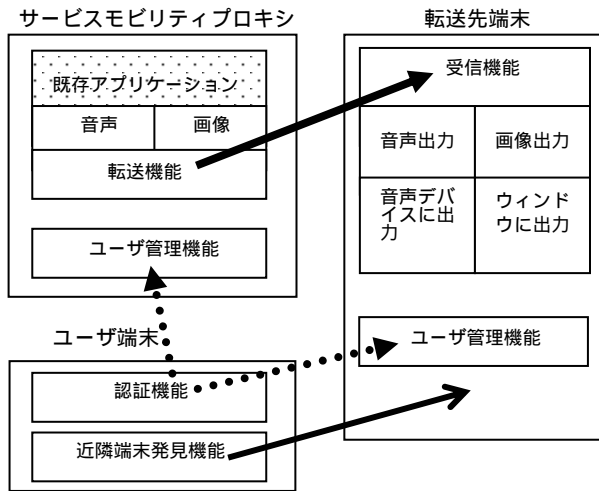 サービスモビリティプロキシ
既存アプリケーション
音声
画像
転送機能
ユーザ管理機能
ユーザ端末
認証機能
近隣端末発見機能
転送先端末
受信機能
音声出力
画像出力
音声デバ
イスに出
力
ウィンド
ウに出力
ユーザ管理機能